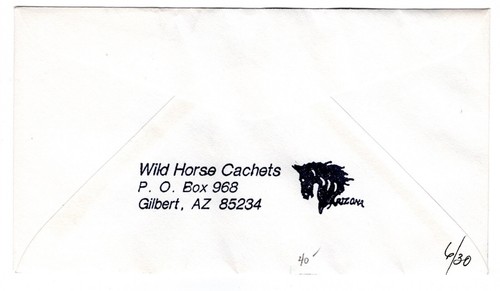 Wild Horse Cachets
P. O. Box 968
Gilbert, AZ 85234
ARIZONA
6/30